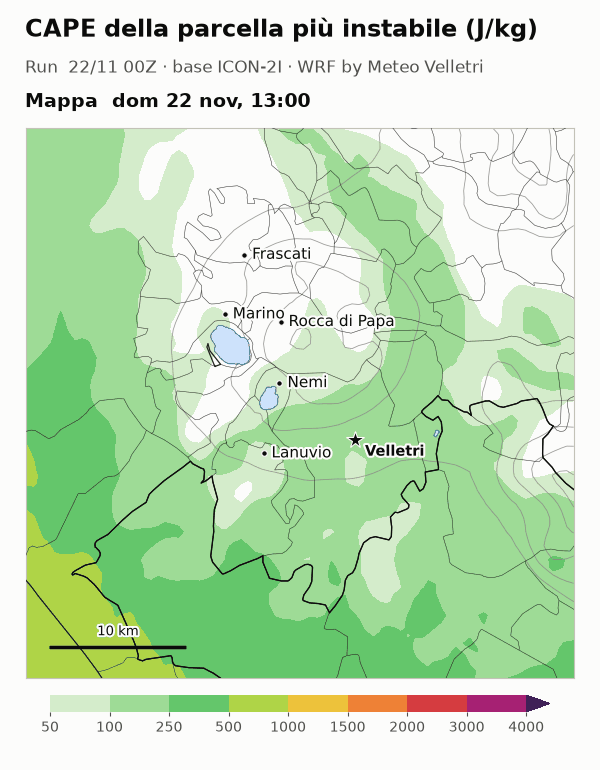 CAPE della parcella più instabile (J/kg)
Run  22/11 00Z · base ICON-2I · WRF by Meteo Velletri
Mappa  dom 22 nov, 13:00
Frascati
Marino
Rocca di Papa
Nemi
Velletri
Lanuvio
10 km
50 100 250 500 1000 1500 2000 3000 4000